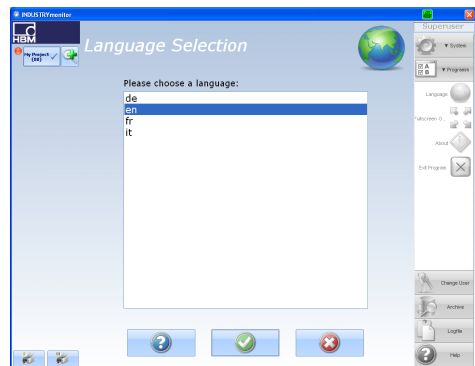 INDUSTRYmonitor
HBM
My Project
(50)
Language Selection
Please choose a language:
de
en
fr
it
Superuser
System
Programs
Language
About
Exit Program
Change User
Archive
Logfile
Help